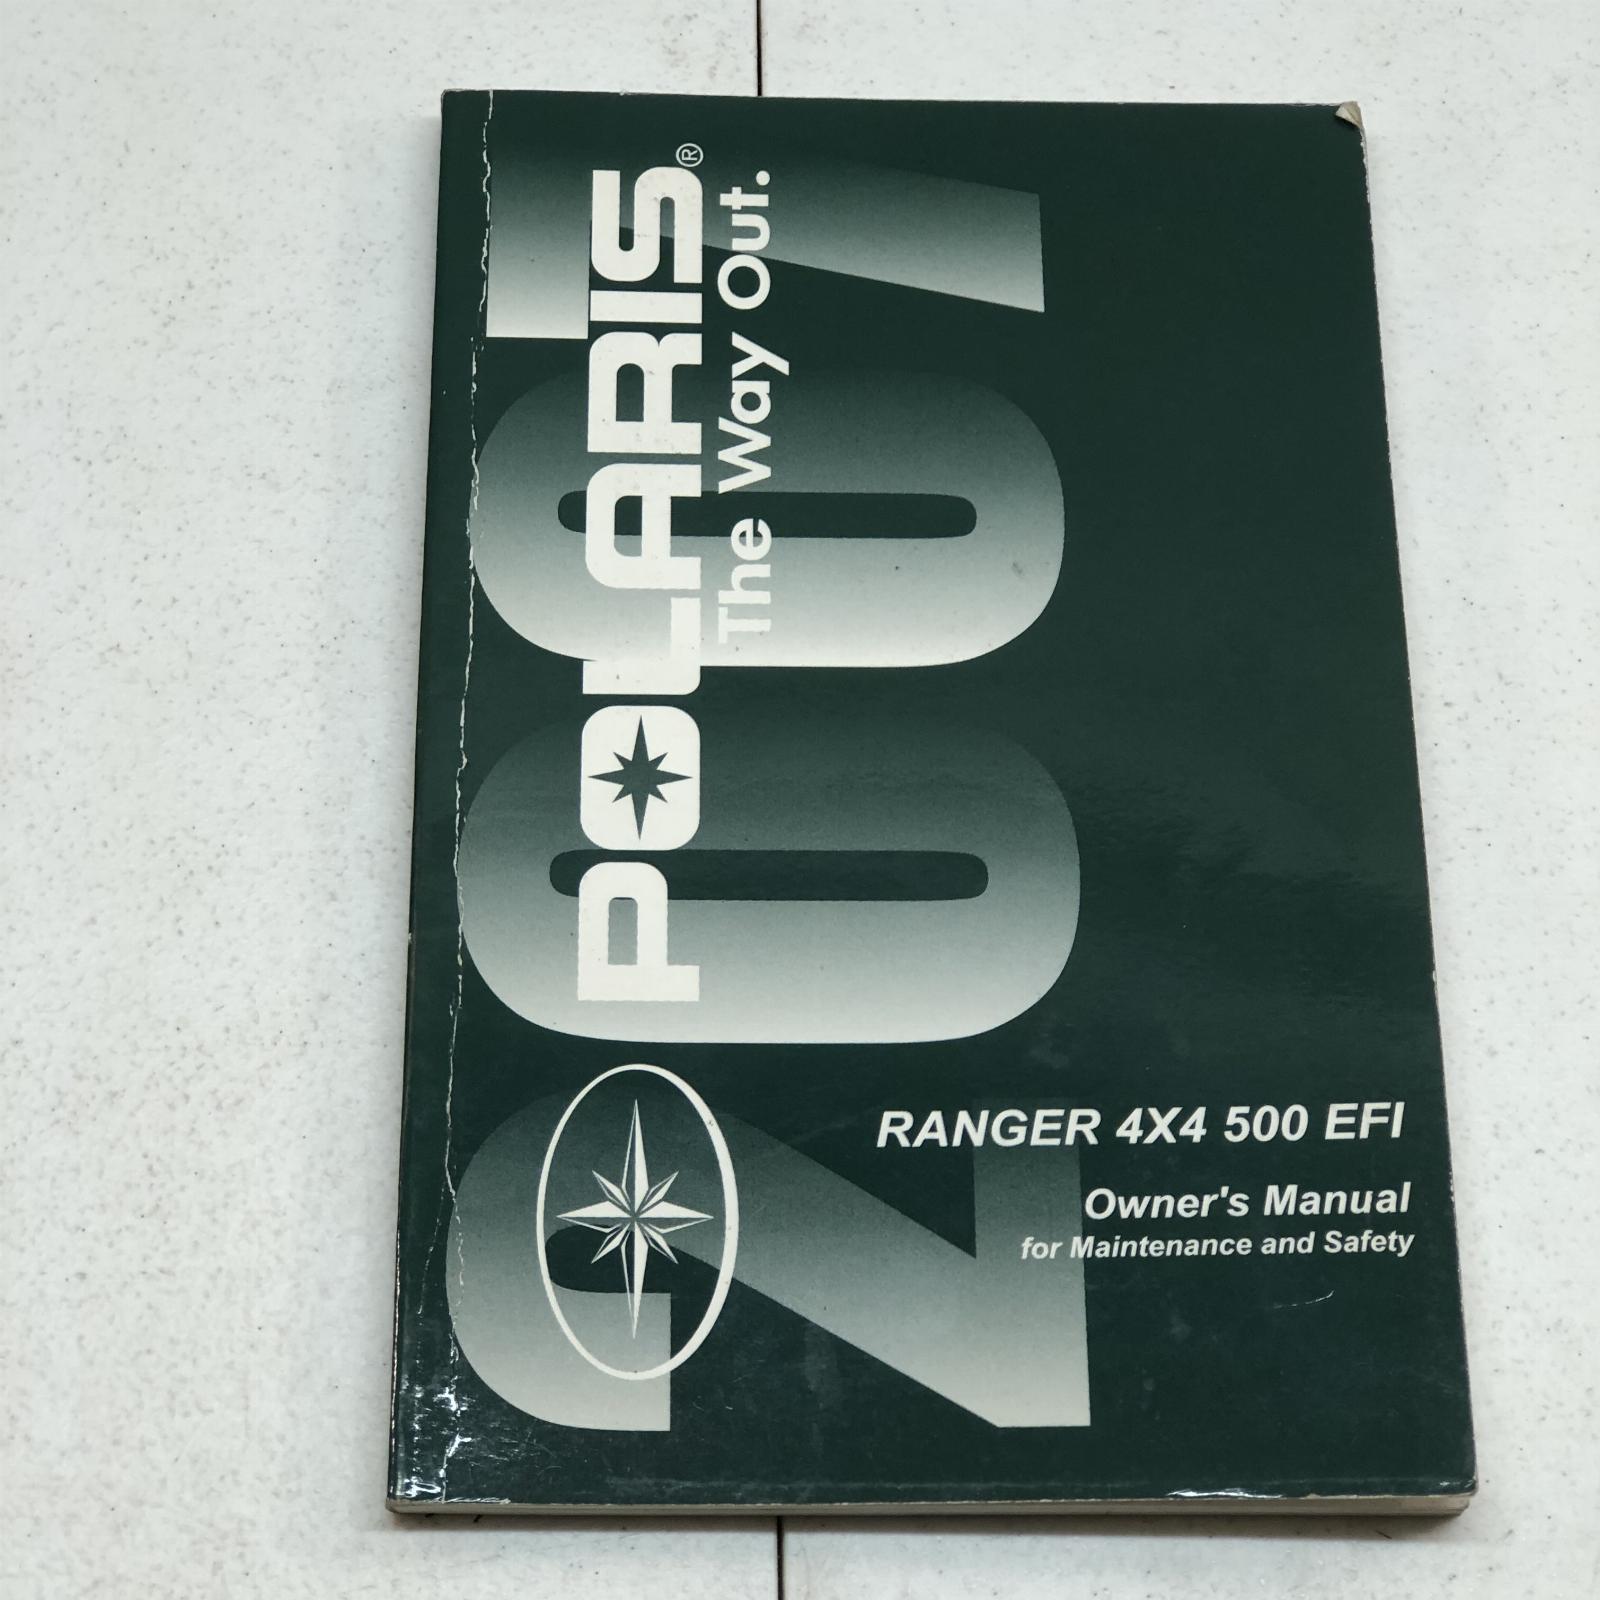 2007
POLARIS®
The Way Out.
RANGER 4X4 500 EFI
Owner's Manual
for Maintenance and Safety